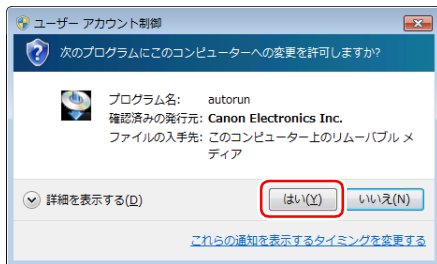 ユーザー アカウント制御
次のプログラムにこのコンピューターへの変更を許可しますか?
プログラム名: autorun
確認済みの発行元: Canon Electronics Inc.
ファイルの入手先: このコンピューター上のリムーバブル メ
ディア
詳細を表示する(D)
はい(Y)
いいえ(N)
これらの通知を表示するタイミングを変更する